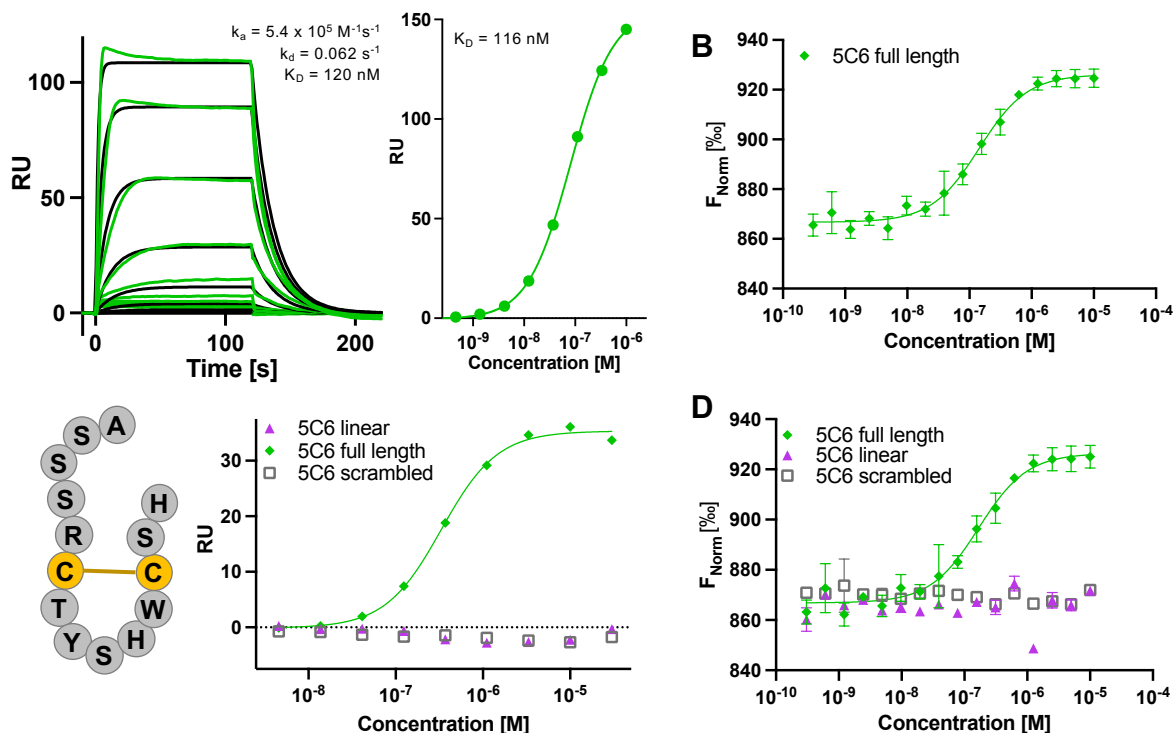 kₐ = 5.4 x 10⁵ M⁻¹s⁻¹
k_d = 0.062 s⁻¹
K_D = 120 nM
RU
100
50
0
0
100
200
Time [s]
K_D = 116 nM
RU
150
100
50
0
10⁻⁹
10⁻⁸
10⁻⁷
10⁻⁶
Concentration [M]
B
5C6 full length
F_Norm [‰]
940
920
900
880
860
840
10⁻¹⁰
10⁻⁹
10⁻⁸
10⁻⁷
10⁻⁶
10⁻⁵
10⁻⁴
Concentration [M]
A
S
S
S
R
C
T
Y
S
H
W
C
S
H
5C6 linear
5C6 full length
5C6 scrambled
RU
30
20
10
0
10⁻⁸
10⁻⁷
10⁻⁶
10⁻⁵
Concentration [M]
D
5C6 full length
5C6 linear
5C6 scrambled
F_Norm [‰]
940
920
900
880
860
840
10⁻¹⁰
10⁻⁹
10⁻⁸
10⁻⁷
10⁻⁶
10⁻⁵
10⁻⁴
Concentration [M]